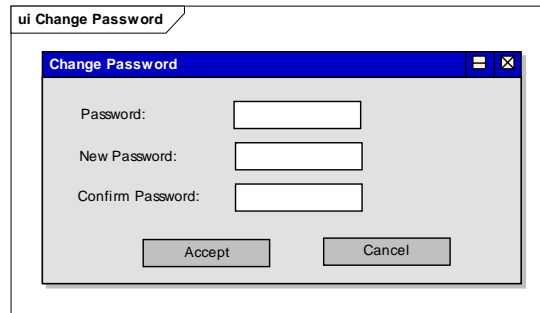 ui Change Password
Change Password
Password:
New Password:
Confirm Password:
Accept Cancel